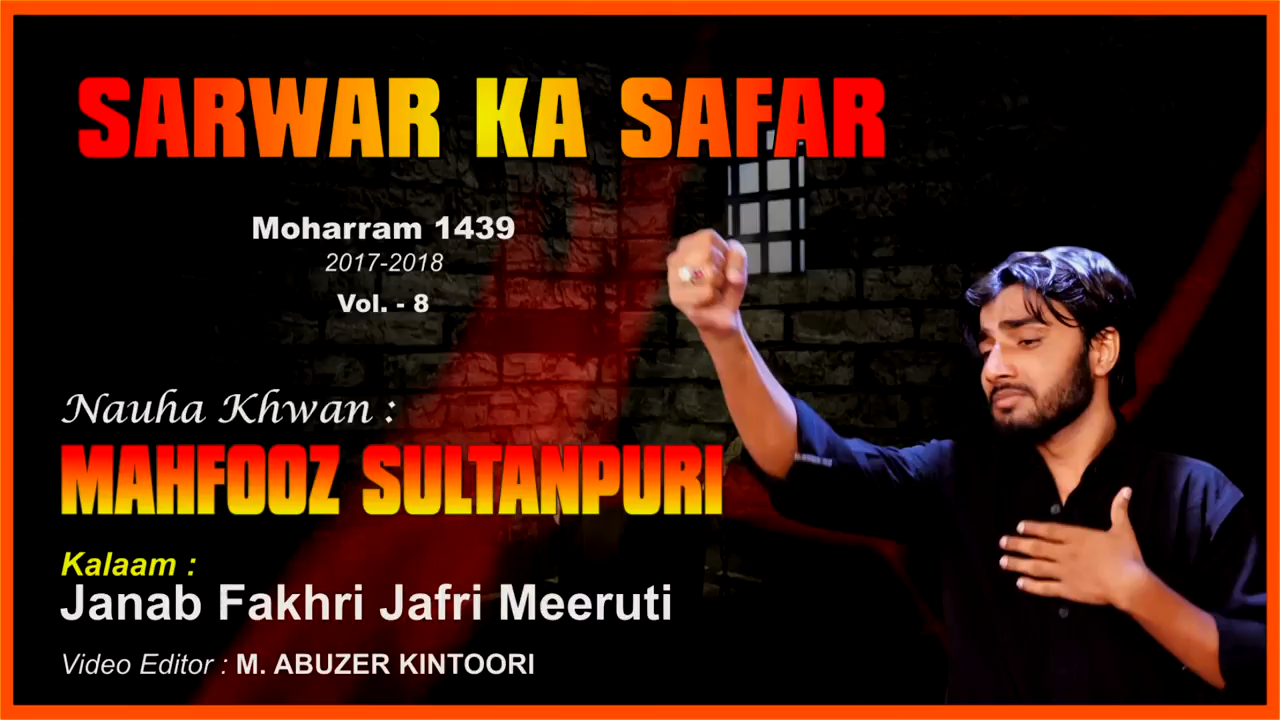 SARWAR KA SAFAR
Moharram 1439
2017-2018
Vol. - 8
Nauha Khwan :
MAHFOOZ SULTANPURI
Kalaam :
Janab Fakhri Jafri Meeruti
Video Editor : M. ABUZER KINTOORI